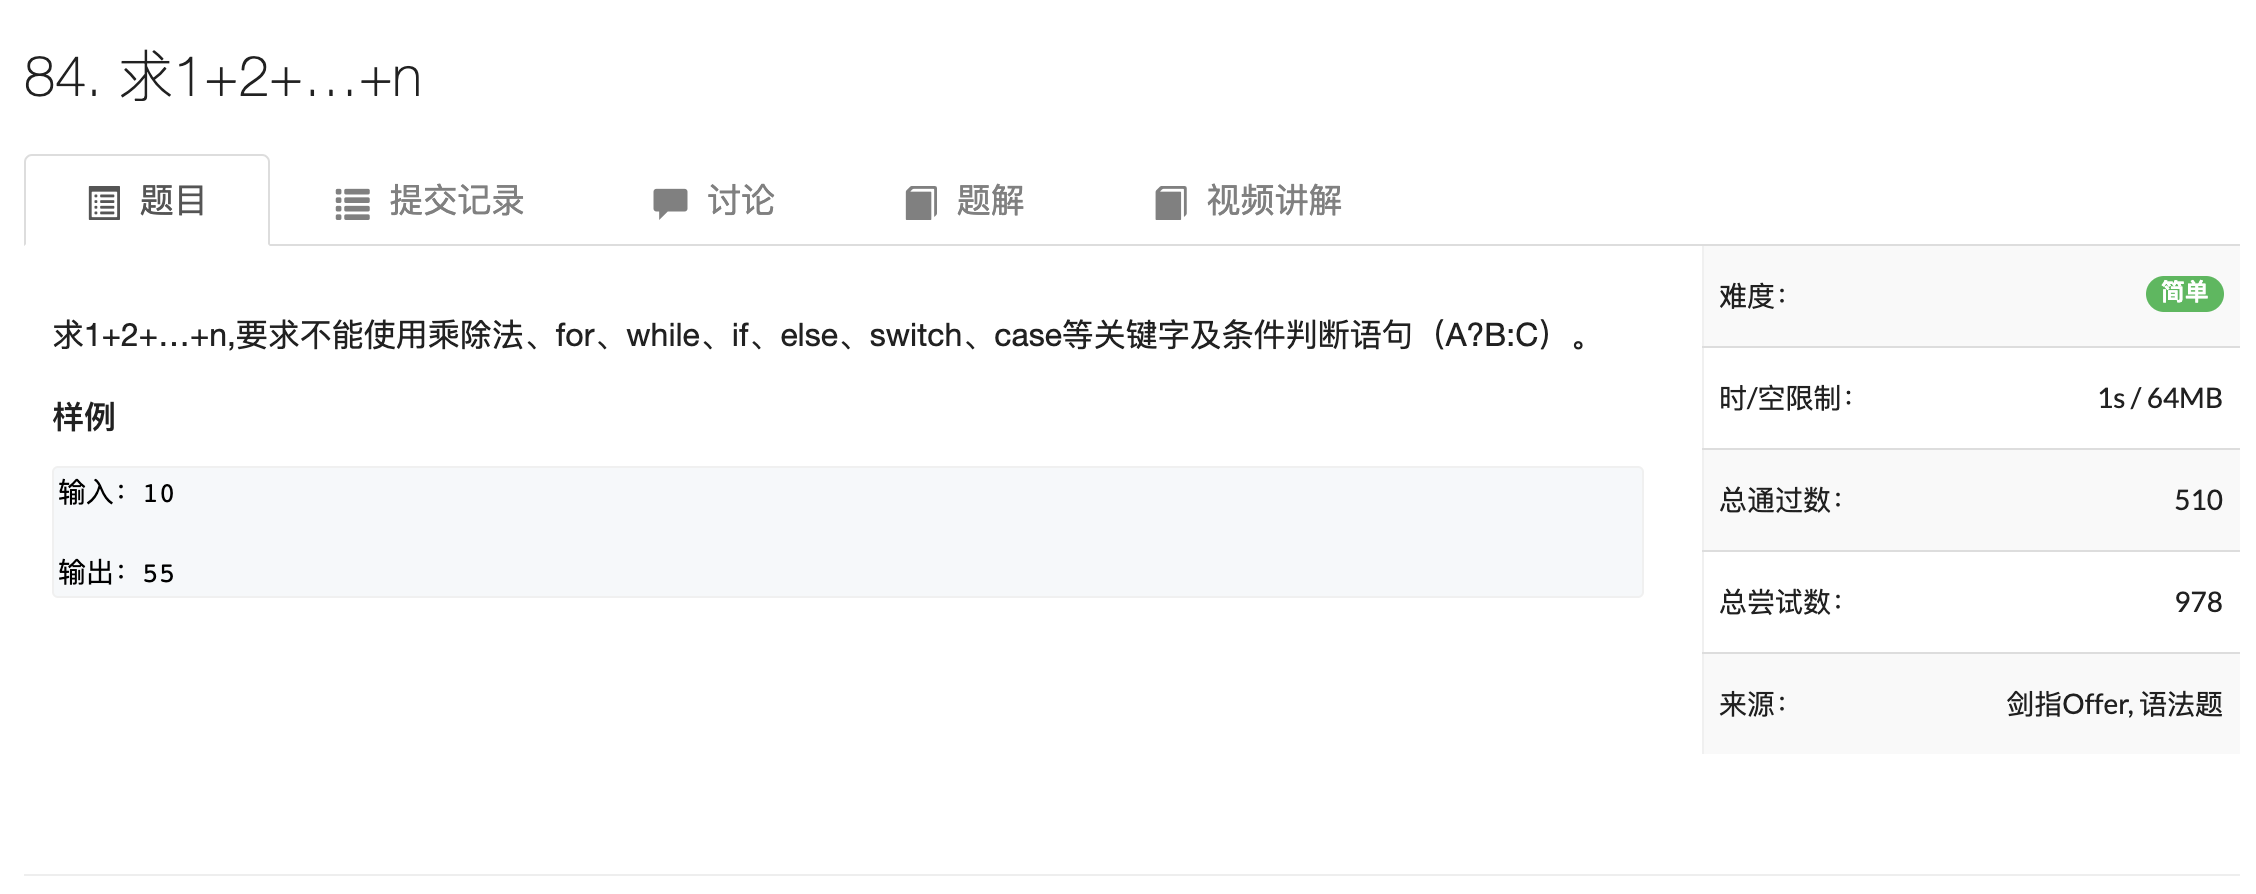 84. 求1+2+…+n
题目 提交记录 讨论 题解 视频讲解
求1+2+…+n,要求不能使用乘除法、for、while、if、else、switch、case等关键字及条件判断语句（A?B:C）。
样例
输入：10
输出：55
难度： 简单
时/空限制： 1s / 64MB
总通过数： 510
总尝试数： 978
来源： 剑指Offer, 语法题